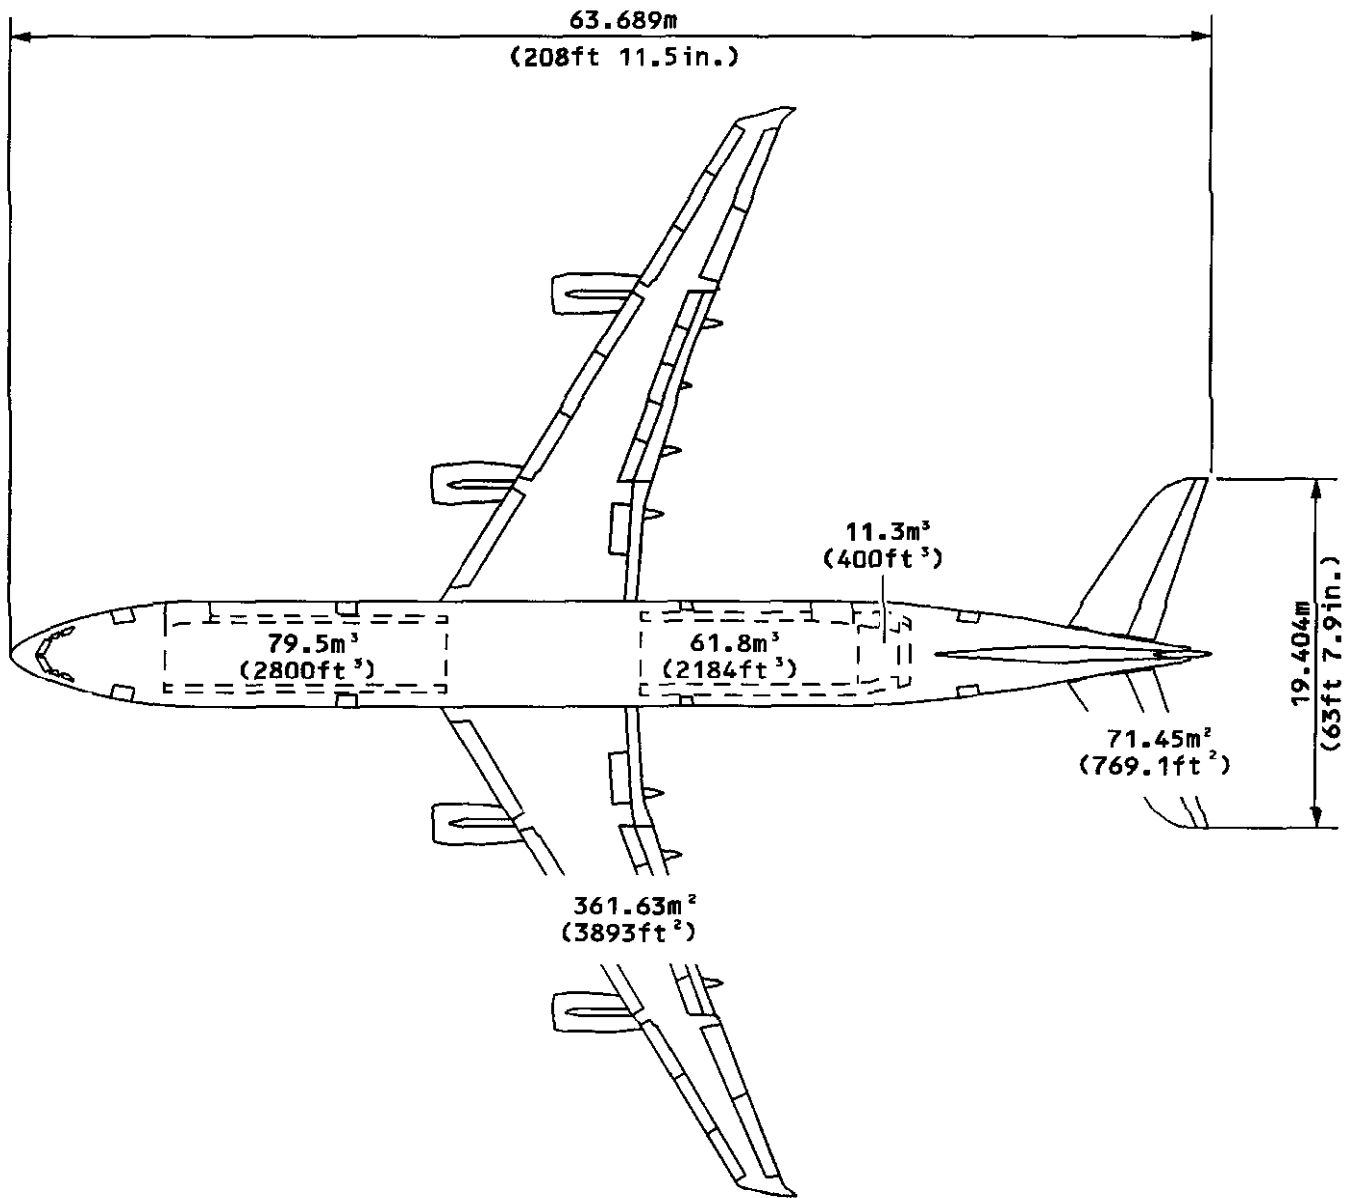 63.689m
(208ft 11.5in.)
11.3m³
(400ft³)
79.5m³
(2800ft³)
61.8m³
(2184ft³)
19.404m
(63ft 7.9in.)
71.45m²
(769.1ft²)
361.63m²
(3893ft²)